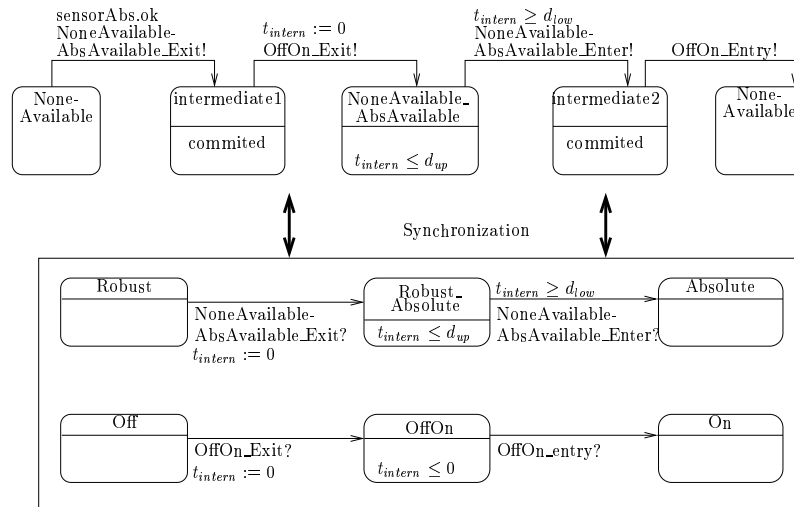 sensorAbs.ok
NoneAvailable-
AbsAvailable_Exit!
t_intern := 0
OffOn_Exit!
t_intern ≥ d_low
NoneAvailable-
AbsAvailable_Enter!
OffOn_Entry!
None-
Available
intermediate1
commited
NoneAvailable_
AbsAvailable
t_intern ≤ d_up
intermediate2
commited
None-
Available
Synchronization
Robust
NoneAvailable-
AbsAvailable_Exit?
t_intern := 0
Robust_
Absolute
t_intern ≤ d_up
t_intern ≥ d_low
NoneAvailable-
AbsAvailable_Enter?
Absolute
Off
OffOn_Exit?
t_intern := 0
OffOn
t_intern ≤ 0
OffOn_entry?
On